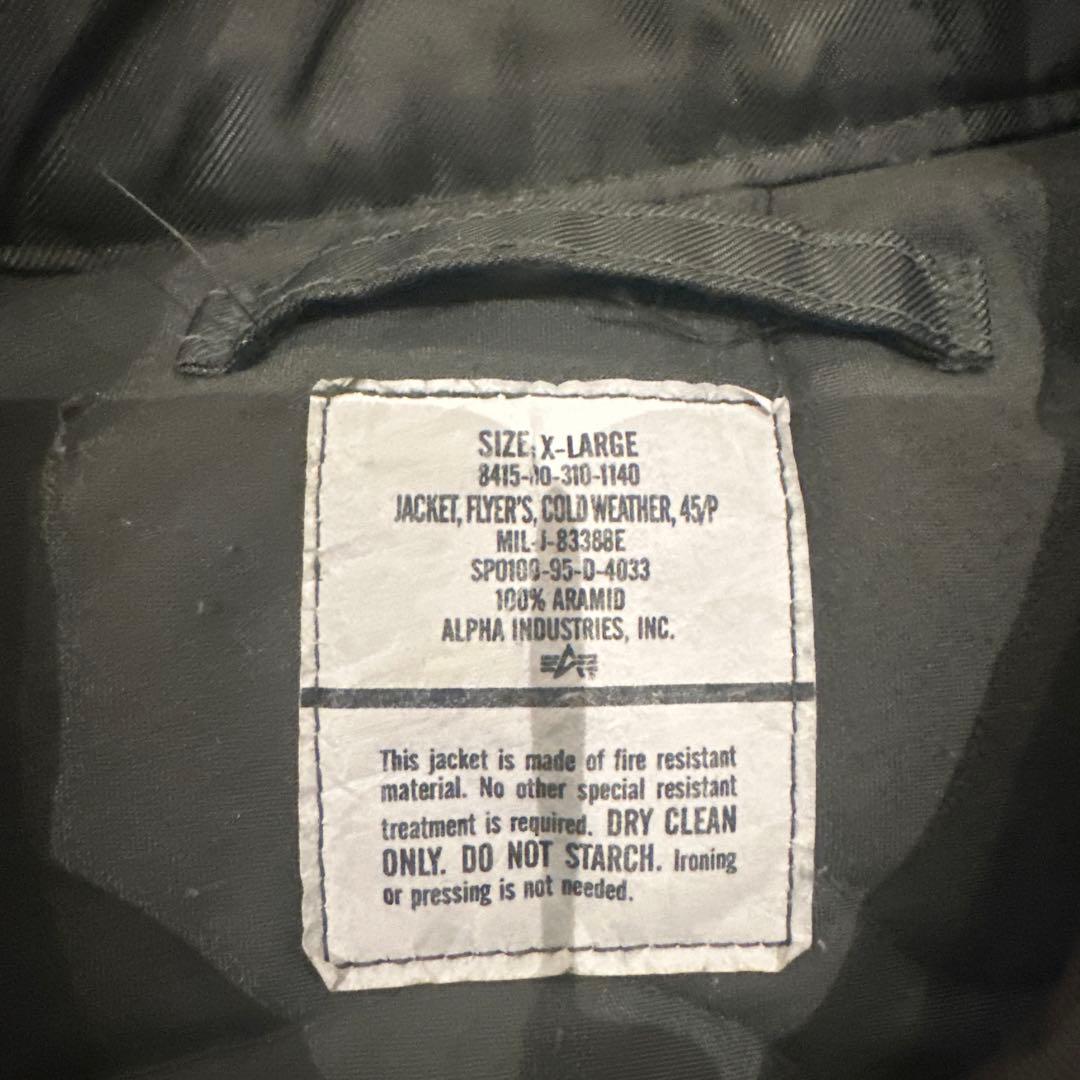 SIZE: X-LARGE
8415-00-310-1140
JACKET, FLYER'S, COLD WEATHER, 45/P
MIL-J-83388E
SP0100-95-D-4033
100% ARAMID
ALPHA INDUSTRIES, INC.
This jacket is made of fire resistant
material. No other special resistant
treatment is required. DRY CLEAN
ONLY. DO NOT STARCH. Ironing
or pressing is not needed.